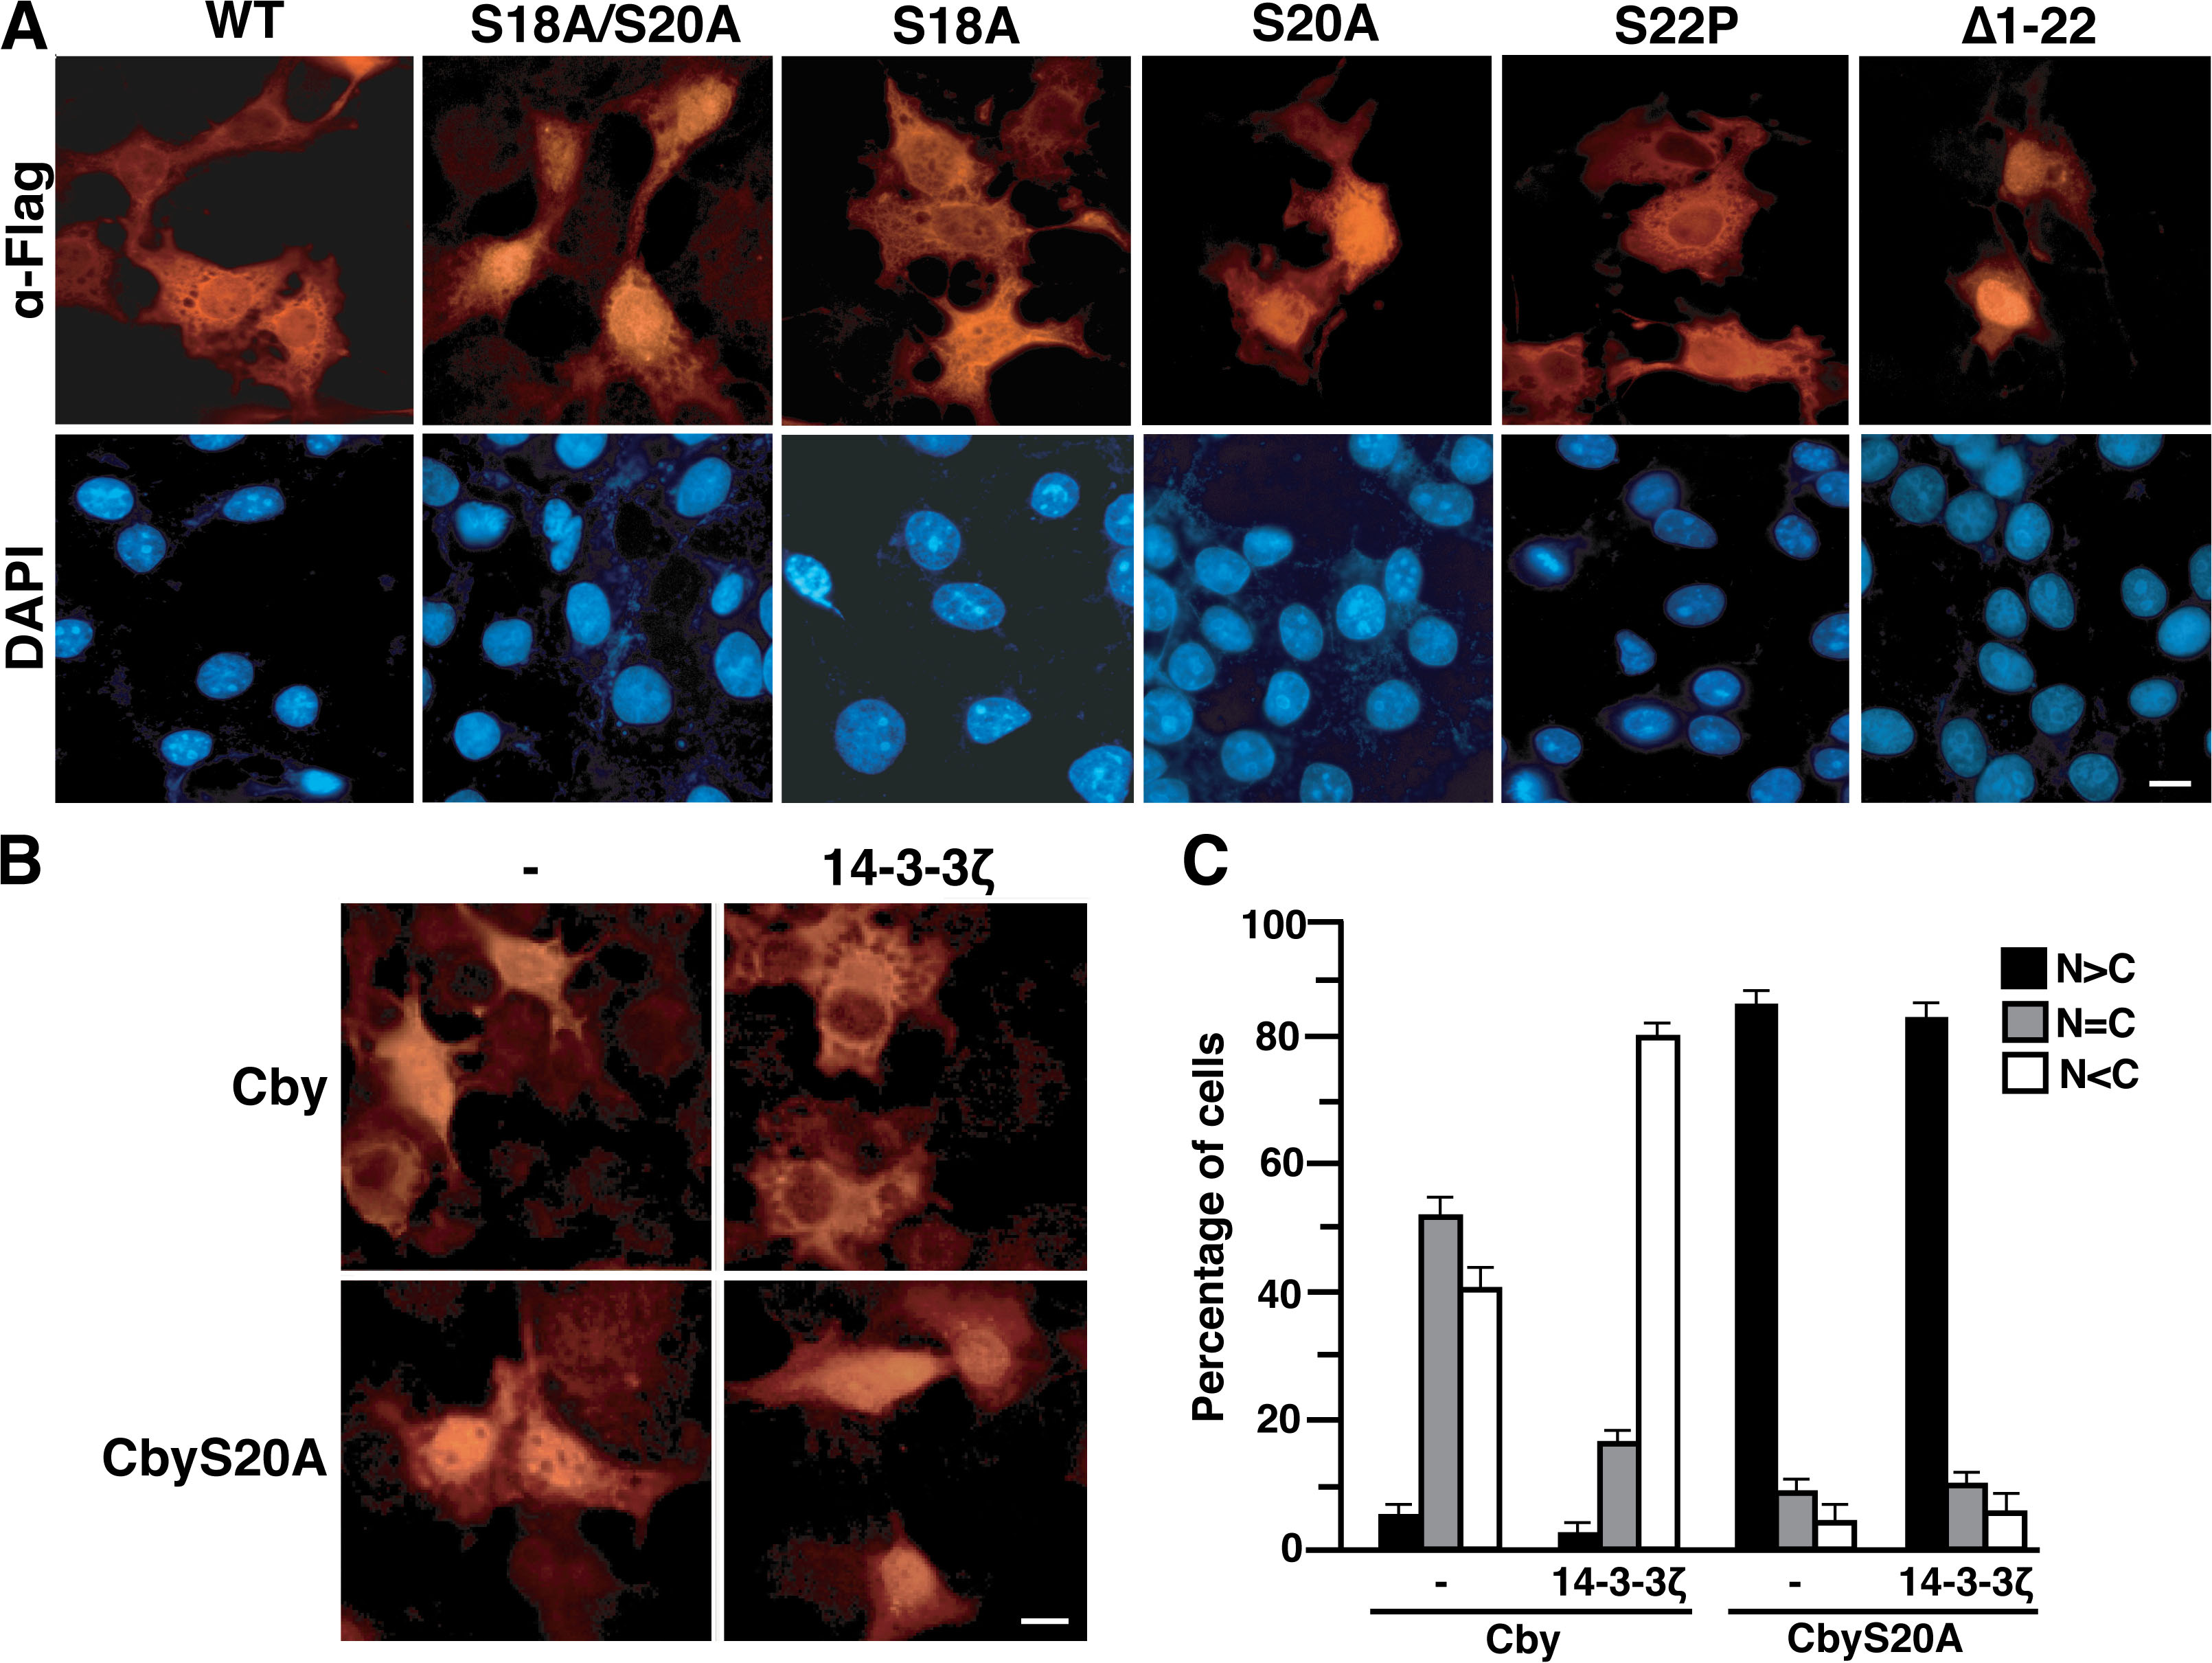 A
WT
S18A/S20A
S18A
S20A
S22P
Δ1-22
α-Flag
DAPI
B
-
14-3-3ζ
Cby
CbyS20A
C
100
80
60
40
20
0
Percentage of cells
N>C
N=C
N<C
-
14-3-3ζ
-
14-3-3ζ
Cby
CbyS20A